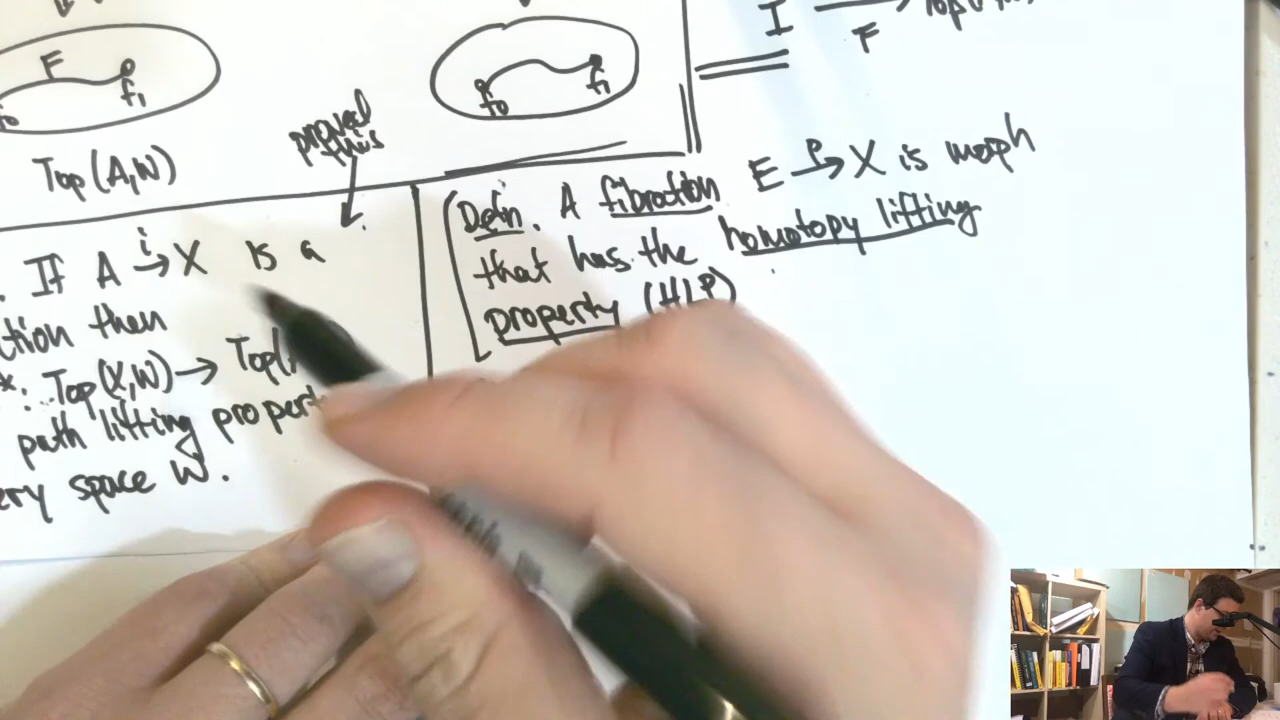 F
f₁
f₀
f₀
f₁
Top(A,W)
I
F
proved
this
. If A i→ X is a
tion then
*: Top(X,W) → Top(
path lifting propert
ery space W.
Defn. A fibration E p→ X is morph
that has the homotopy lifting
property (HLP)